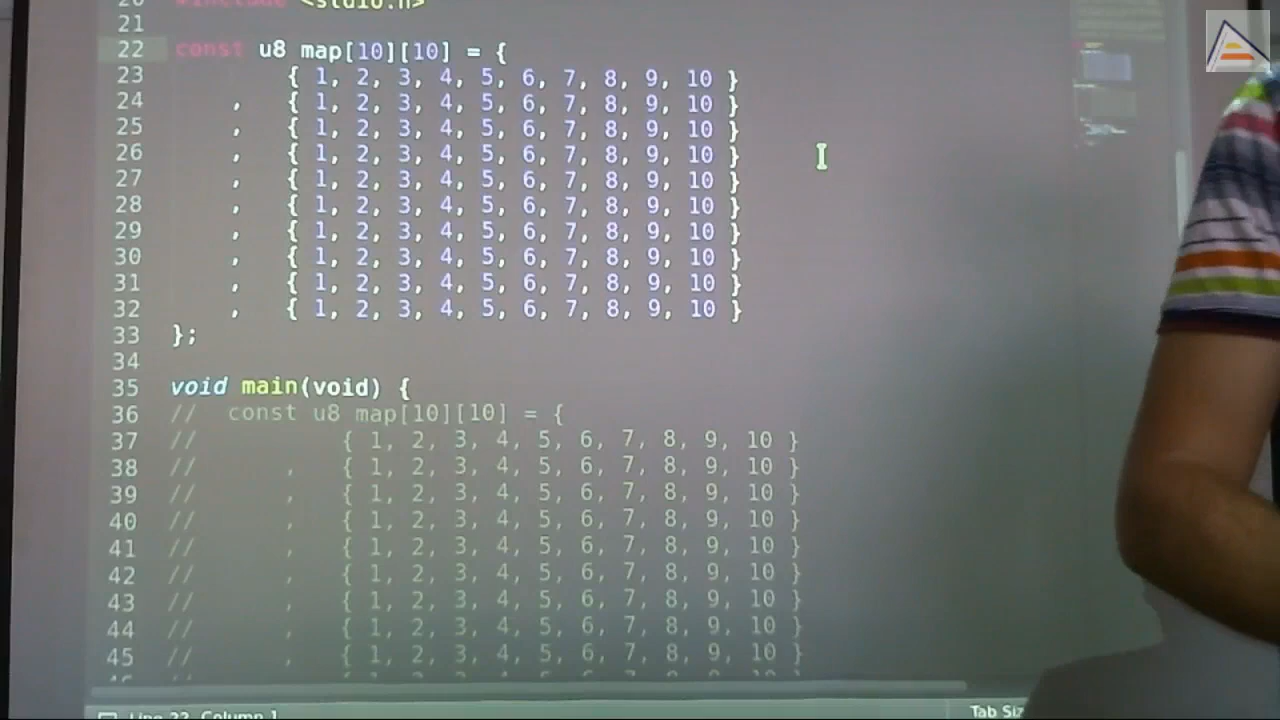 20 #include <stdio.h>
21
22 const u8 map[10][10] = {
23 { 1, 2, 3, 4, 5, 6, 7, 8, 9, 10 }
24 , { 1, 2, 3, 4, 5, 6, 7, 8, 9, 10 }
25 , { 1, 2, 3, 4, 5, 6, 7, 8, 9, 10 }
26 , { 1, 2, 3, 4, 5, 6, 7, 8, 9, 10 }
27 , { 1, 2, 3, 4, 5, 6, 7, 8, 9, 10 }
28 , { 1, 2, 3, 4, 5, 6, 7, 8, 9, 10 }
29 , { 1, 2, 3, 4, 5, 6, 7, 8, 9, 10 }
30 , { 1, 2, 3, 4, 5, 6, 7, 8, 9, 10 }
31 , { 1, 2, 3, 4, 5, 6, 7, 8, 9, 10 }
32 , { 1, 2, 3, 4, 5, 6, 7, 8, 9, 10 }
33 };
34
35 void main(void) {
36 // const u8 map[10][10] = {
37 // { 1, 2, 3, 4, 5, 6, 7, 8, 9, 10 }
38 // , { 1, 2, 3, 4, 5, 6, 7, 8, 9, 10 }
39 // , { 1, 2, 3, 4, 5, 6, 7, 8, 9, 10 }
40 // , { 1, 2, 3, 4, 5, 6, 7, 8, 9, 10 }
41 // , { 1, 2, 3, 4, 5, 6, 7, 8, 9, 10 }
42 // , { 1, 2, 3, 4, 5, 6, 7, 8, 9, 10 }
43 // , { 1, 2, 3, 4, 5, 6, 7, 8, 9, 10 }
44 // , { 1, 2, 3, 4, 5, 6, 7, 8, 9, 10 }
45 // , { 1, 2, 3, 4, 5, 6, 7, 8, 9, 10 }
Line 22, Column 1 Tab Siz